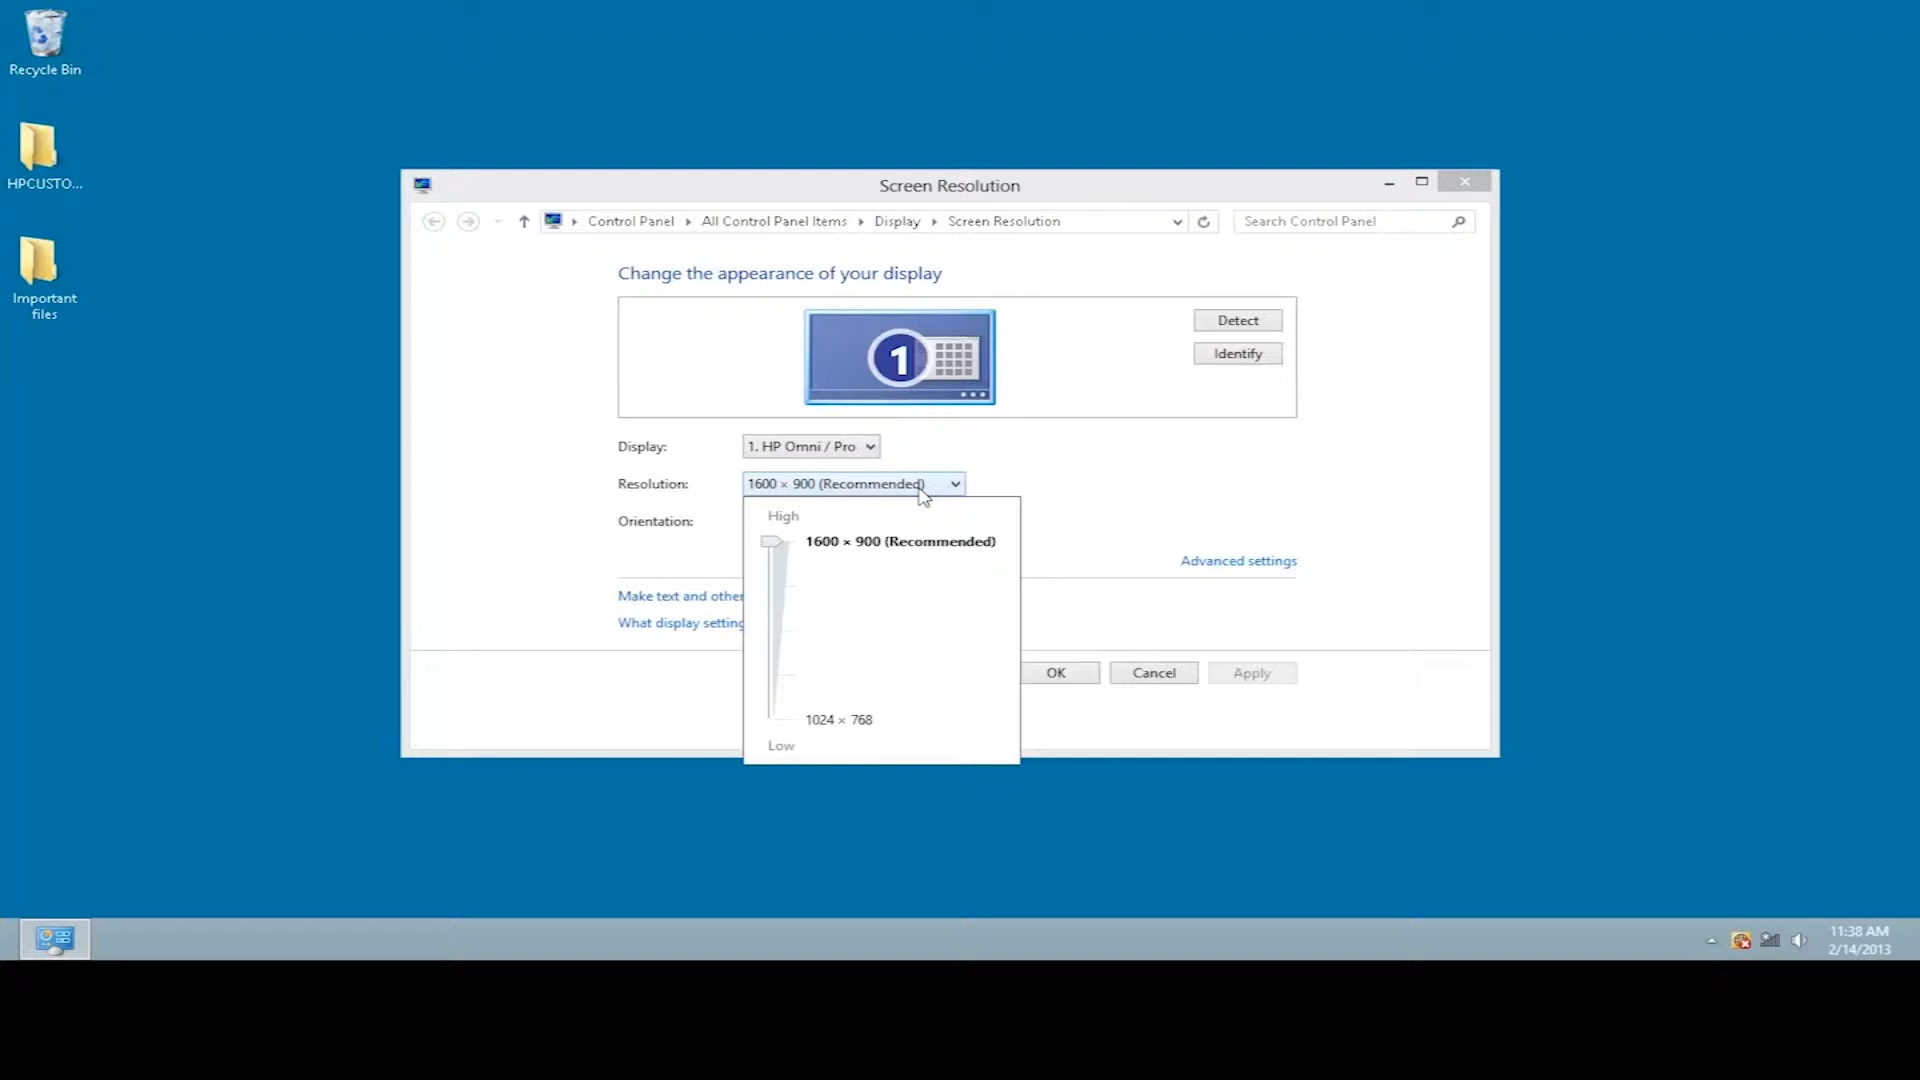 Recycle Bin
HPCUSTO...
Important
files
Screen Resolution
Control Panel
All Control Panel Items
Display
Screen Resolution
Search Control Panel
Change the appearance of your display
1
Detect
Identify
Display:
1. HP Omni / Pro
Resolution:
1600 × 900 (Recommended)
High
Orientation:
1600 × 900 (Recommended)
Advanced settings
Make text and other
What display setting
OK
Cancel
Apply
1024 × 768
Low
11:38 AM
2/14/2013